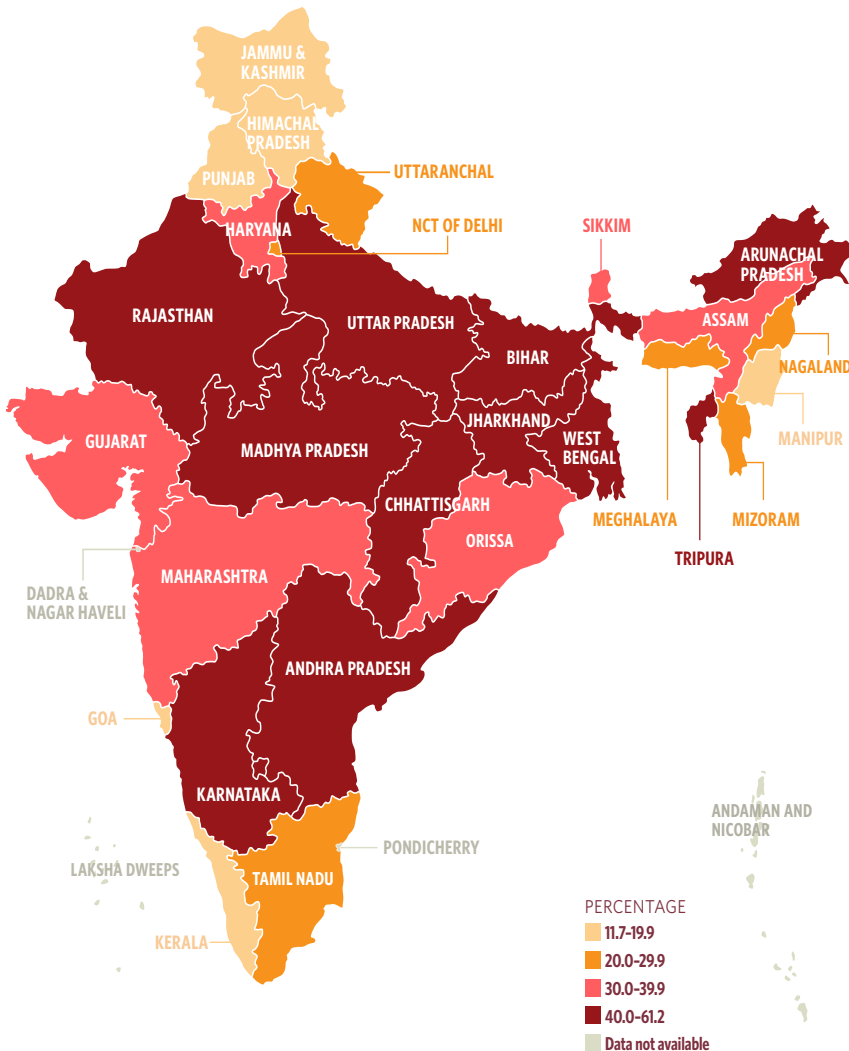 JAMMU &
KASHMIR
HIMACHAL
PRADESH
PUNJAB
UTTARANCHAL
HARYANA
NCT OF DELHI
SIKKIM
ARUNACHAL
PRADESH
RAJASTHAN
UTTAR PRADESH
ASSAM
BIHAR
NAGALAND
JHARKHAND
GUJARAT
MADHYA PRADESH
WEST
BENGAL
MANIPUR
CHHATTISGARH
MEGHALAYA
MIZORAM
ORISSA
TRIPURA
MAHARASHTRA
DADRA &
NAGAR HAVELI
ANDHRA PRADESH
GOA
KARNATAKA
ANDAMAN AND
NICOBAR
PONDICHERRY
LAKSHA DWEEPS
TAMIL NADU
KERALA
PERCENTAGE
11.7-19.9
20.0-29.9
30.0-39.9
40.0-61.2
Data not available